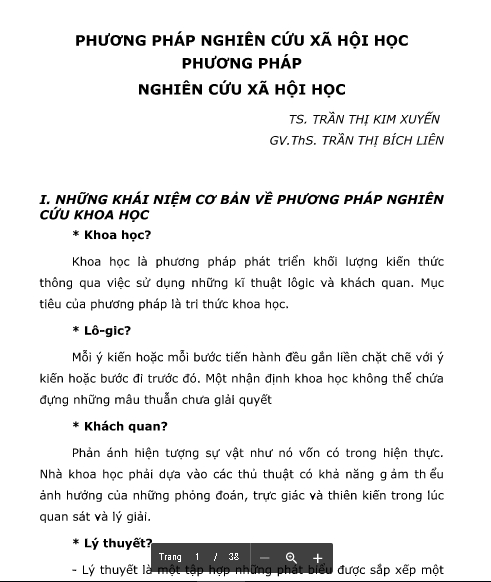 PHƯƠNG PHÁP NGHIÊN CỨU XÃ HỘI HỌC
PHƯƠNG PHÁP
NGHIÊN CỨU XÃ HỘI HỌC
TS. TRẦN THỊ KIM XUYẾN
GV.ThS. TRẦN THỊ BÍCH LIÊN
I. NHỮNG KHÁI NIỆM CƠ BẢN VỀ PHƯƠNG PHÁP NGHIÊN
CỨU KHOA HỌC
* Khoa học?
Khoa học là phương pháp phát triển khối lượng kiến thức
thông qua việc sử dụng những kĩ thuật lôgic và khách quan. Mục
tiêu của phương pháp là tri thức khoa học.
* Lô-gic?
Mỗi ý kiến hoặc mỗi bước tiến hành đều gắn liền chặt chẽ với ý
kiến hoặc bước đi trước đó. Một nhận định khoa học không thể chứa
đựng những mâu thuẫn chưa giải quyết
* Khách quan?
Phản ánh hiện tượng sự vật như nó vốn có trong hiện thực.
Nhà khoa học phải dựa vào các thủ thuật có khả năng g ảm th ểu
ảnh hưởng của những phỏng đoán, trực giác và thiên kiến trong lúc
quan sát và lý giải.
* Lý thuyết?
- Lý thuyết là một tập hợp những phát biểu được sắp xếp một
Trang 1 / 38 — +